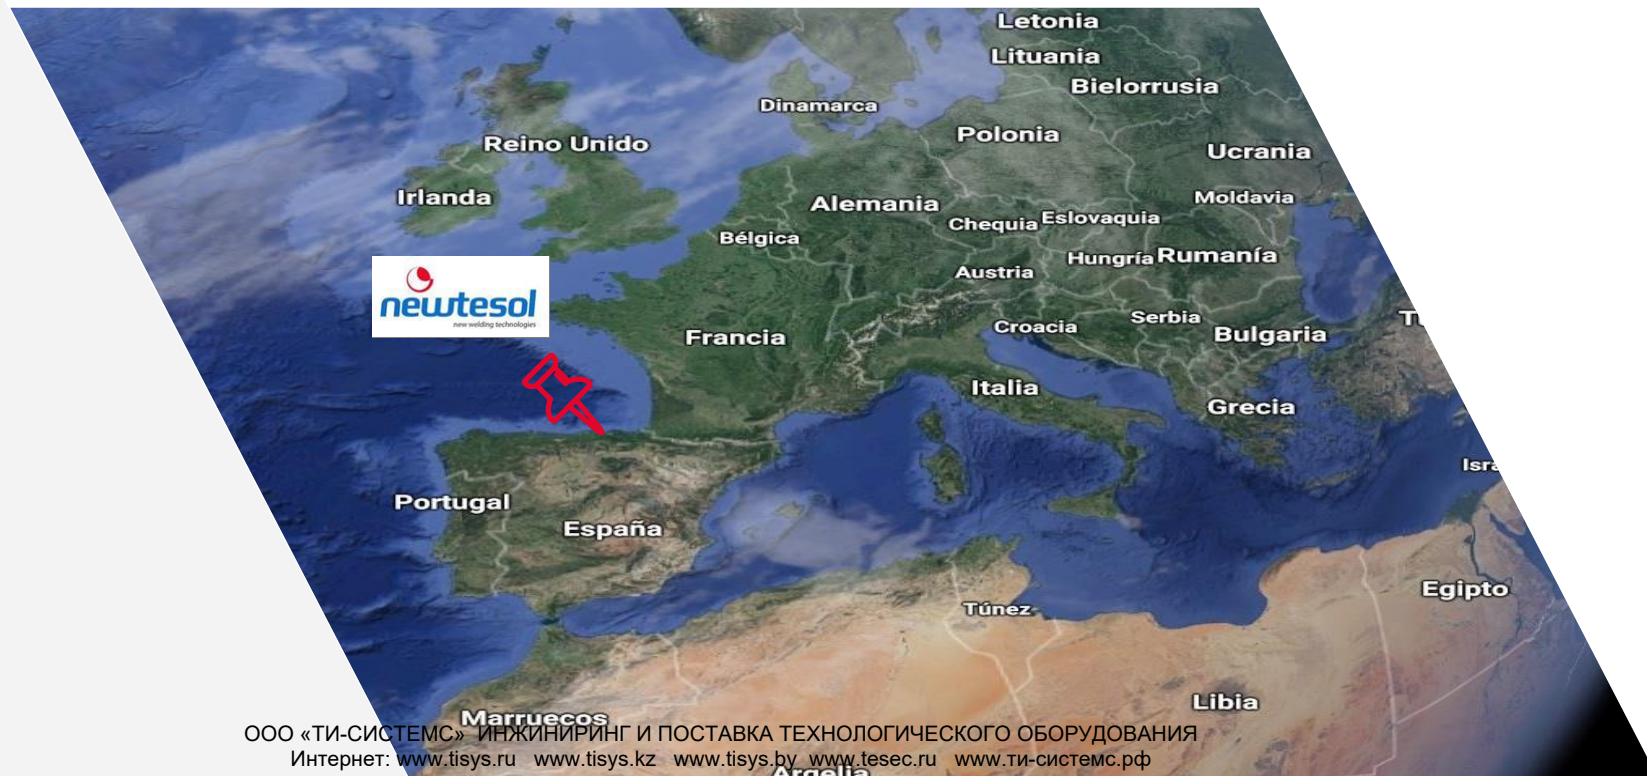 Letonia
Lituania
Bielorrusia
Dinamarca
Polonia
Reino Unido
Ucrania
Irlanda
Alemania
Moldavia
Chequia
Eslovaquia
Bélgica
Hungría
Rumanía
Austria
newtesol
new welding technologies
Croacia
Serbia
Bulgaria
Francia
Italia
Grecia
Portugal
España
Egipto
Túnez
Libia
Marruecos
ООО «ТИ-СИСТЕМС» ИНЖИНИРИНГ И ПОСТАВКА ТЕХНОЛОГИЧЕСКОГО ОБОРУДОВАНИЯ
Интернет: www.tisys.ru www.tisys.kz www.tisys.by www.tesec.ru www.ти-системс.рф
Argelia